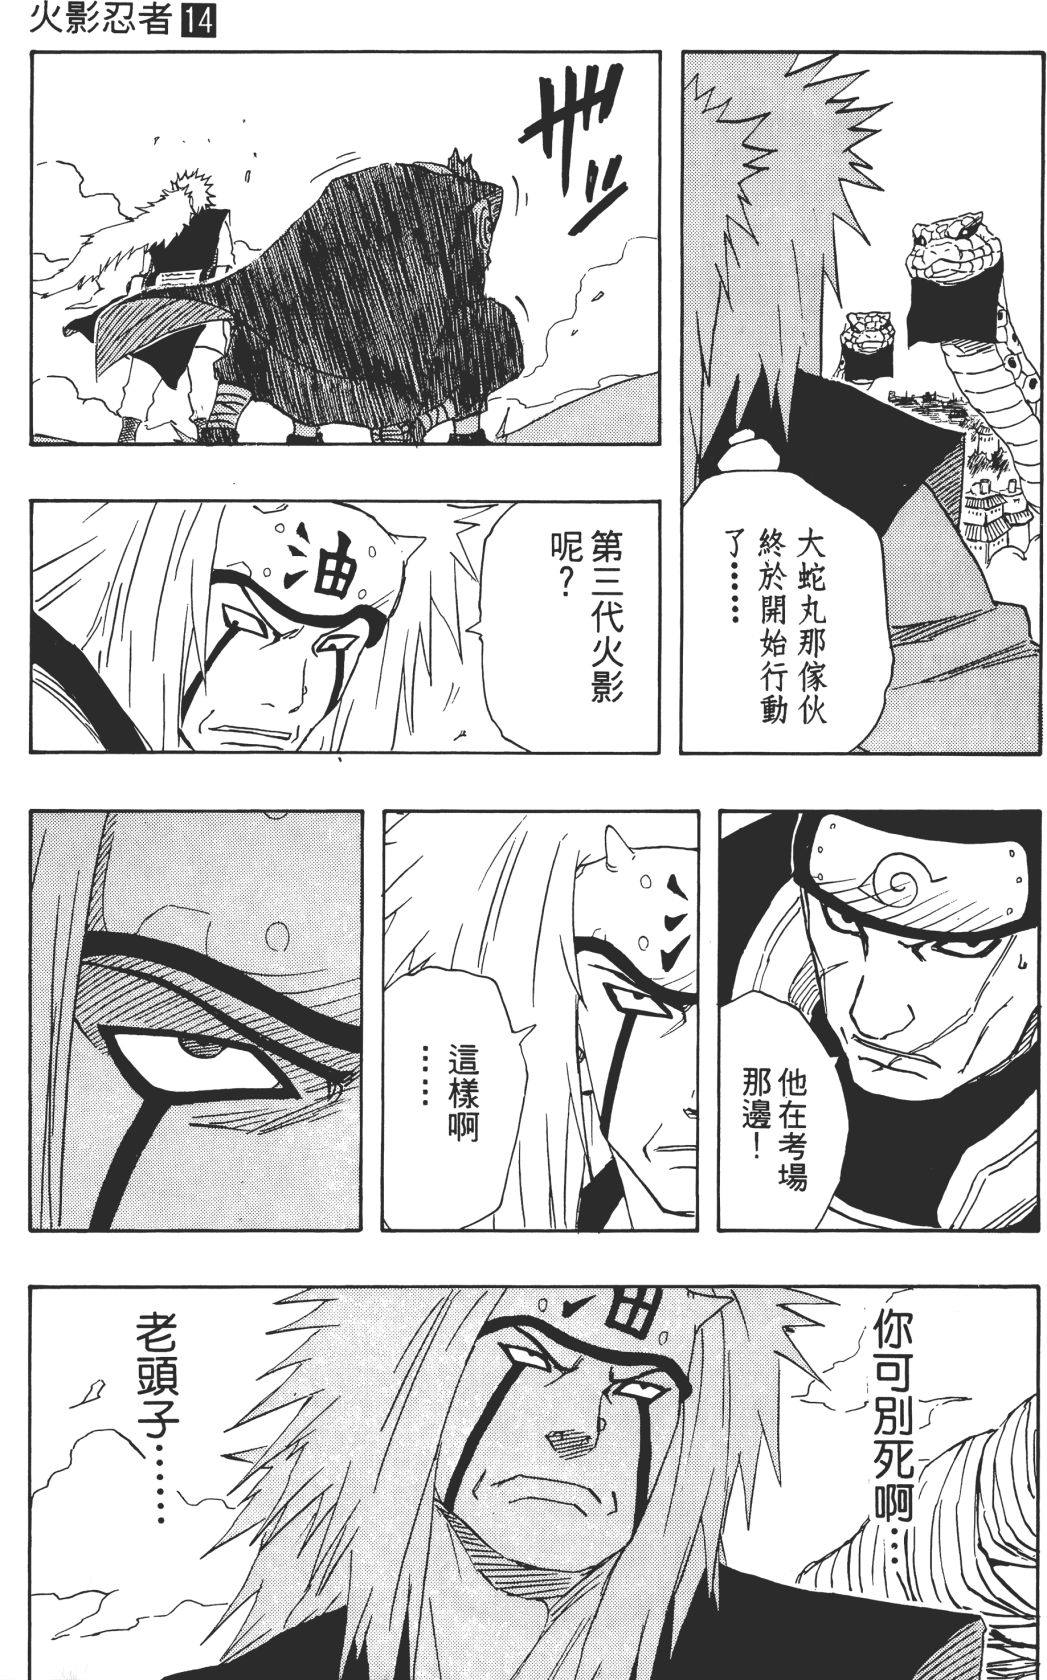 火影忍者 14
大蛇丸那傢伙
終於開始行動
了……
ザッ
第三代火影
呢?
油
他在考場
那邊!
這樣啊
……
你可別死啊…
老頭子……
油